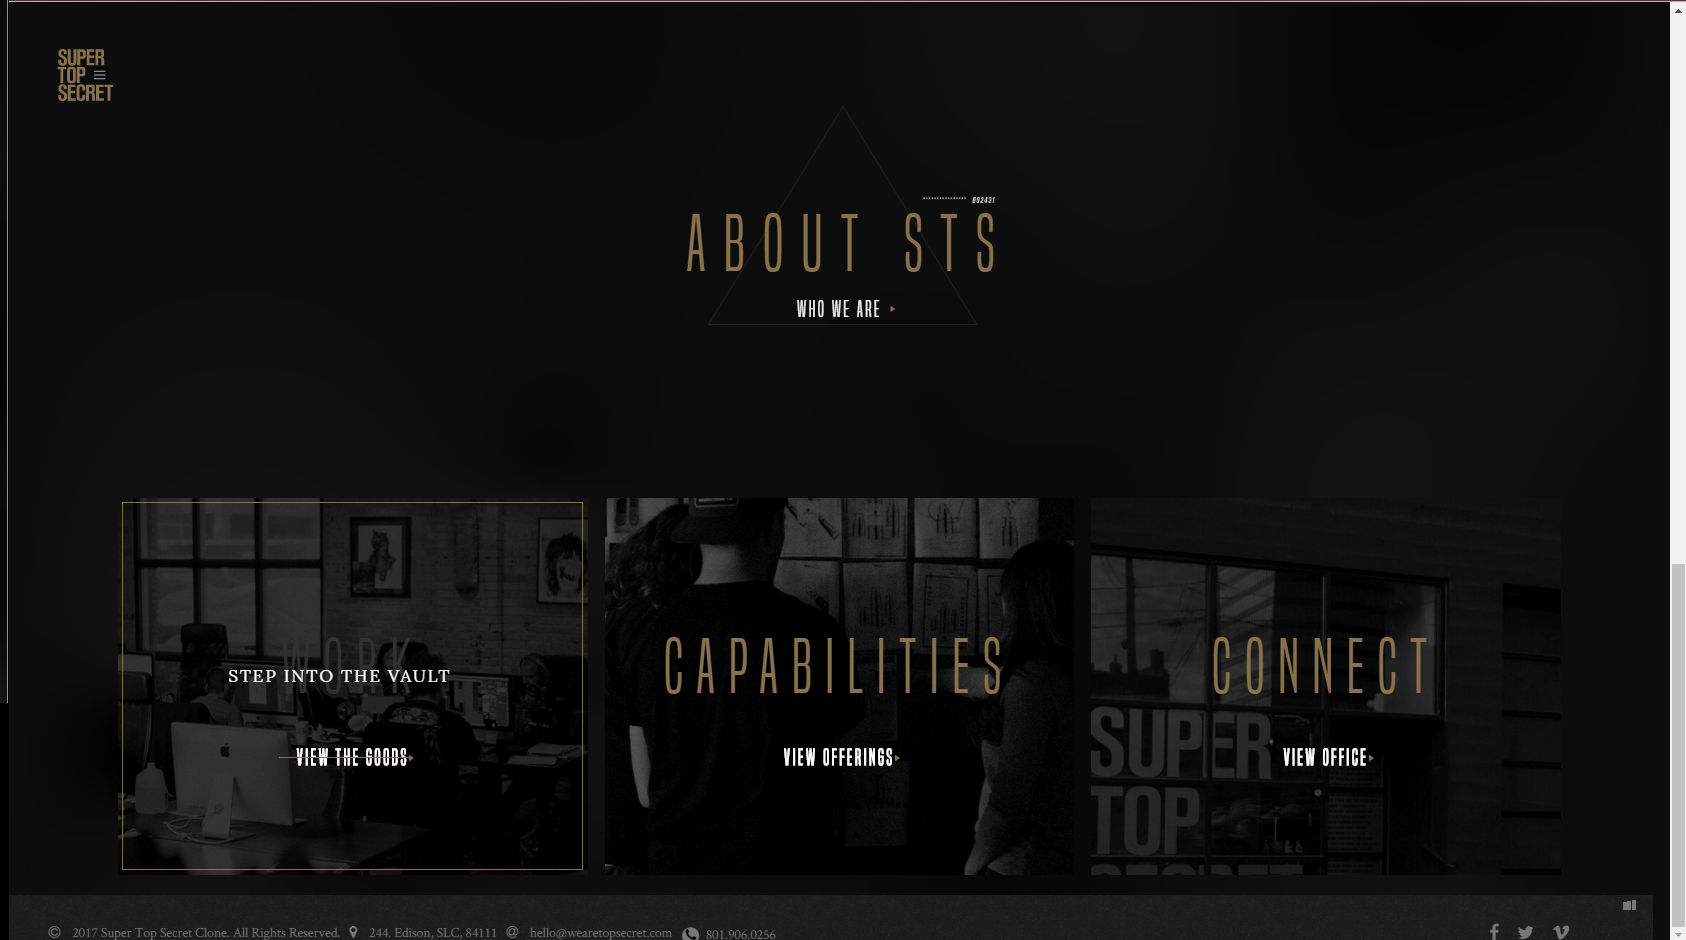 SUPER
TOP
SECRET
692431
ABOUT STS
WHO WE ARE
WORK
STEP INTO THE VAULT
VIEW THE GOODS
CAPABILITIES
VIEW OFFERINGS
CONNECT
VIEW OFFICE
SUPER
TOP
SECRET
2017 Super Top Secret Clone. All Rights Reserved. 244. Edison, SLC, 84111 hello@wearetopsecret.com 801.906.0256